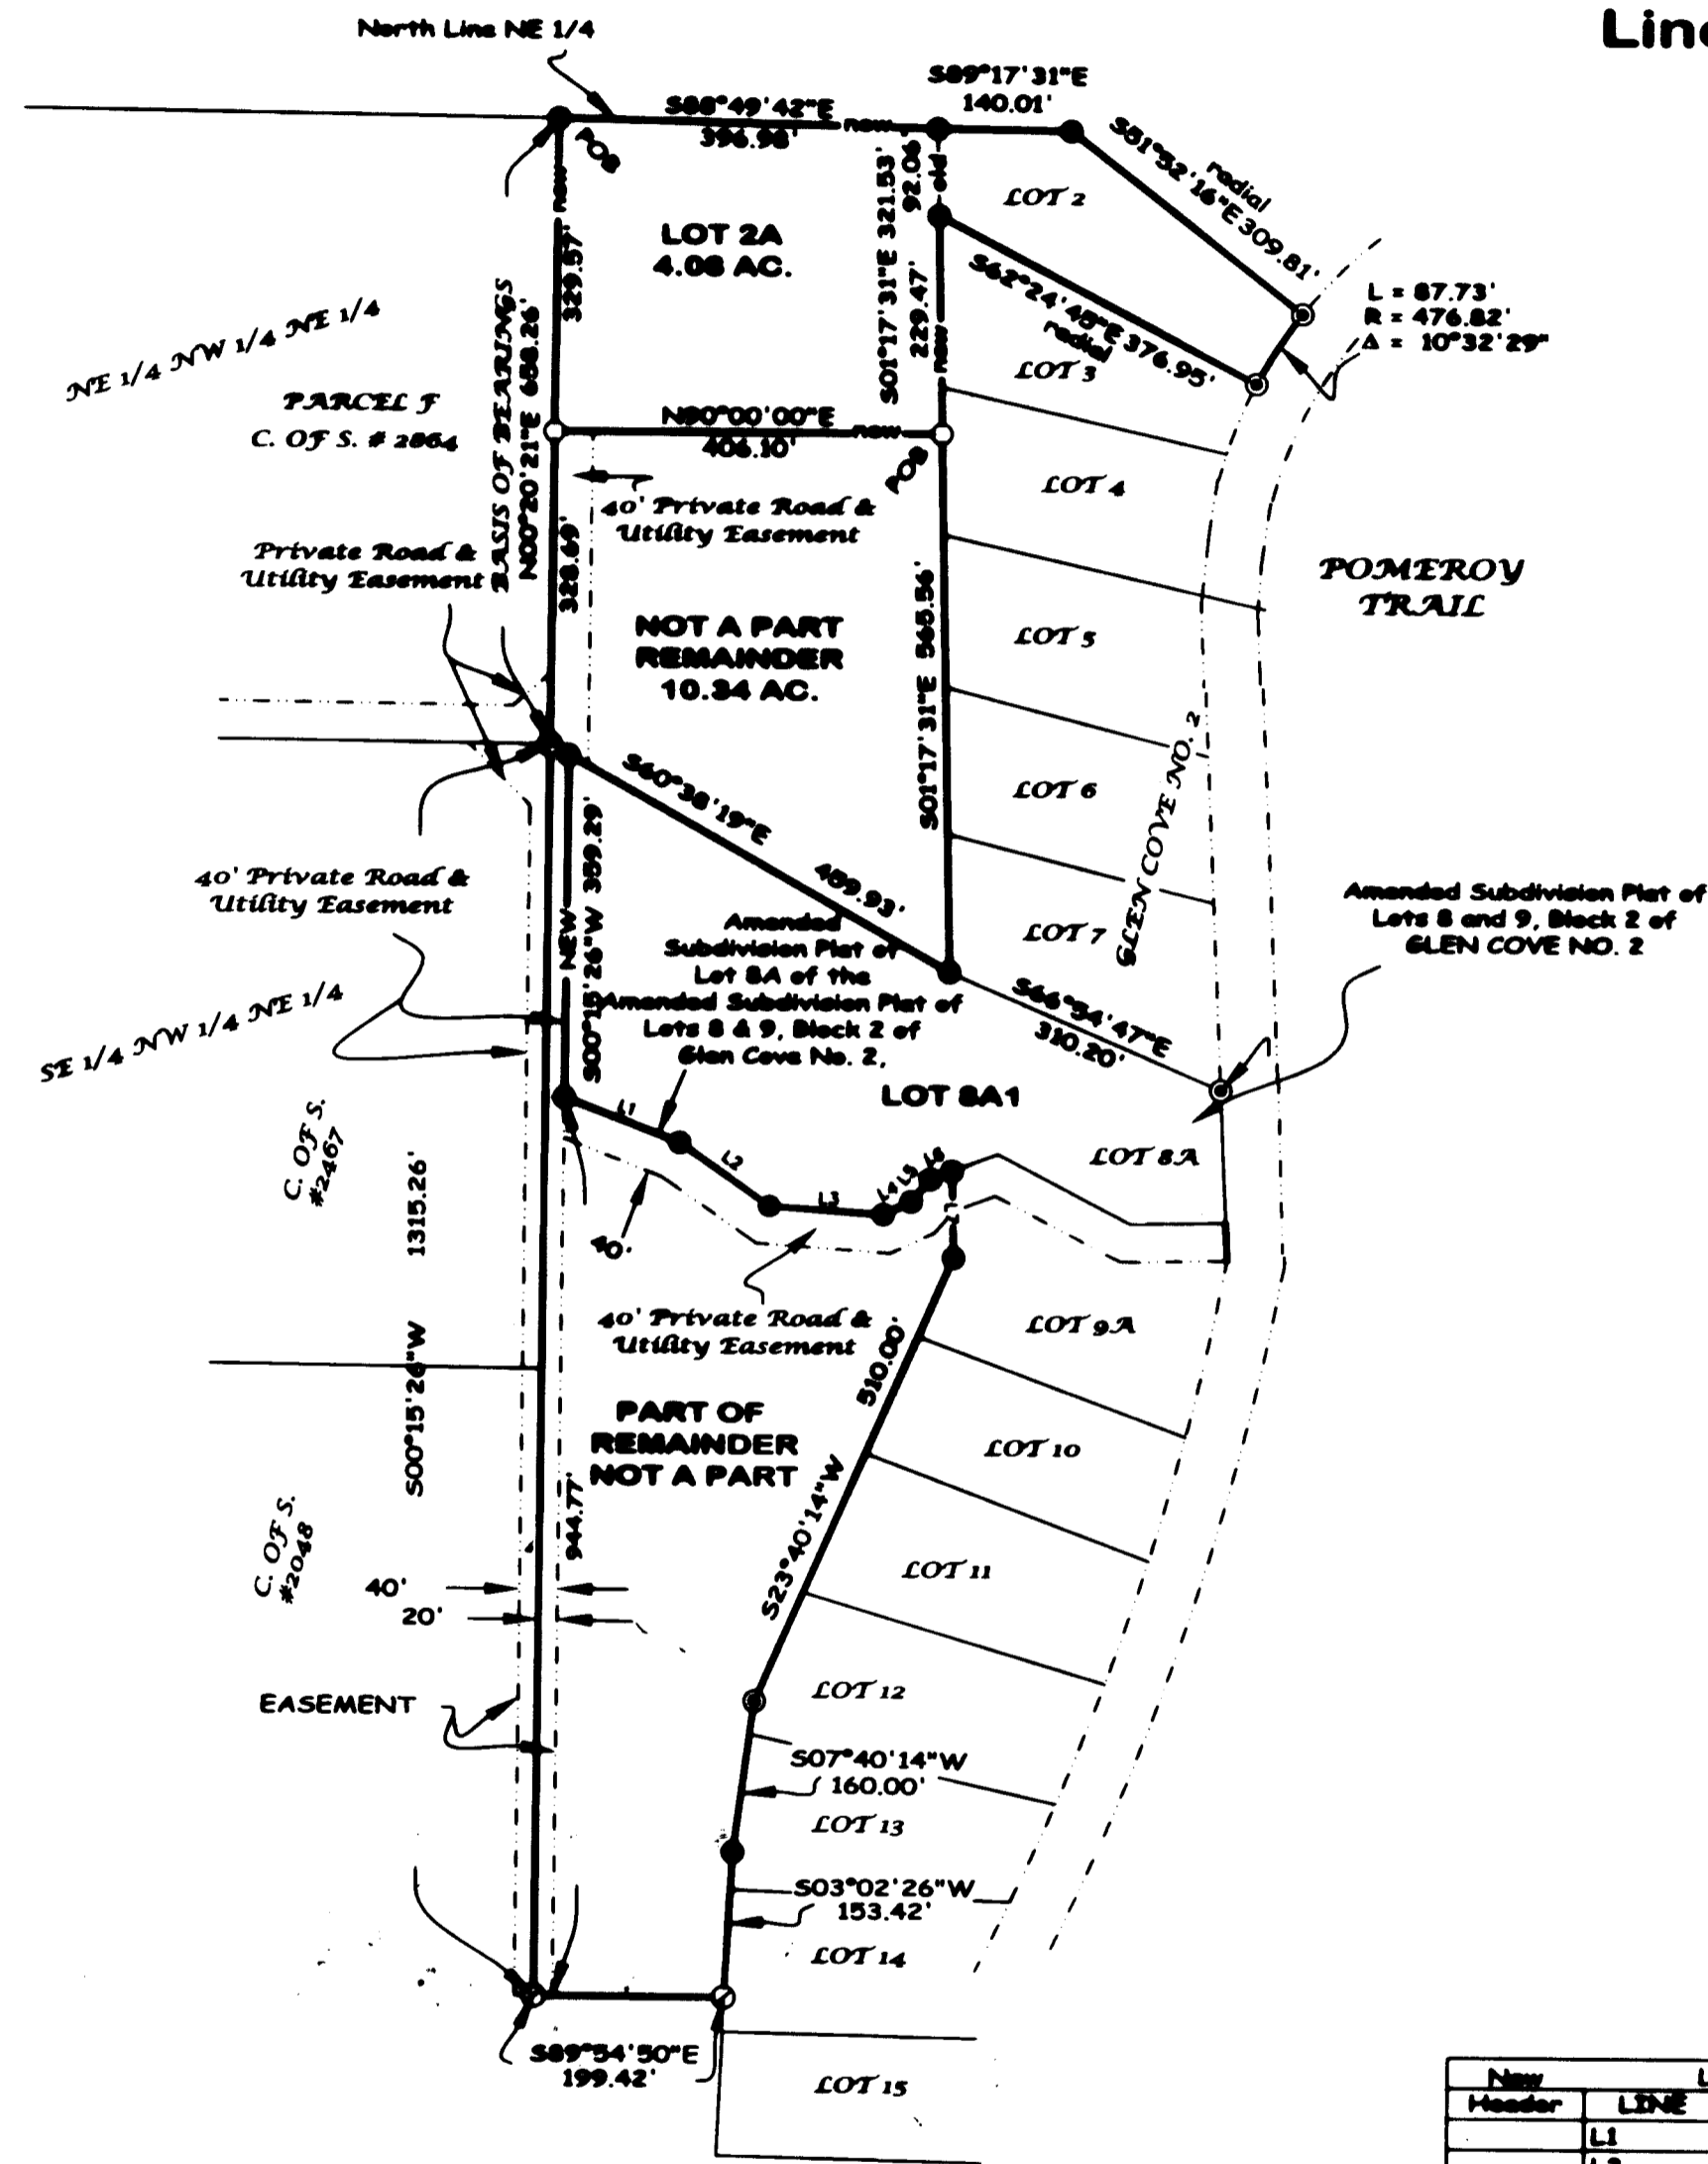 Line
North Line NE 1/4
S89°17'31"E
140.01'
S88°49'42"E
396.98'
new
POB
new
329.57'
LOT 2A
4.08 AC.
S01°17'31"E 321.53'
92.06
old
229.47'
new
LOT 2
S51°52'16"E 309.81'
radial
S62°24'45"E 376.95'
radial
L = 87.73'
R = 476.82'
Δ = 10°32'29"
LOT 3
NE 1/4 NW 1/4 NE 1/4
PARCEL F
C. OF S. # 2864
BASIS OF BEARINGS
N00°20'21"E 658.26'
N90°00'00"E
406.10'
new
POB
LOT 4
40' Private Road &
Utility Easement
Private Road &
Utility Easement
328.69'
POMEROY
TRAIL
NOT A PART
REMAINDER
10.34 AC.
S01°17'31"E 565.56'
LOT 5
LOT 6
S60°38'19"E
459.93'
GLEN COVE NO. 2
LOT 7
40' Private Road &
Utility Easement
NEW
S00°15'26"W 359.29'
Amended
Subdivision Plat of
Lot 8A of the
Amended Subdivision Plat of
Lots 8 & 9, Block 2 of
Glen Cove No. 2,
Amended Subdivision Plat of
Lots 8 and 9, Block 2 of
GLEN COVE NO. 2
S66°54'47"E
310.20'
SE 1/4 NW 1/4 NE 1/4
LOT 8A1
L1
L2
L3
L4
L5
L6
L7
LOT 8A
C. OF S.
#2467
1315.26'
S00°15'26"W
40'
40' Private Road &
Utility Easement
LOT 9A
510.00'
S23°40'14"W
PART OF
REMAINDER
NOT A PART
LOT 10
944.77'
C. OF S.
#2048
LOT 11
40'
20'
EASEMENT
LOT 12
S07°40'14"W
160.00'
LOT 13
S03°02'26"W
153.42'
LOT 14
S89°54'50"E
199.42'
LOT 15
New
Header
LINE
L1